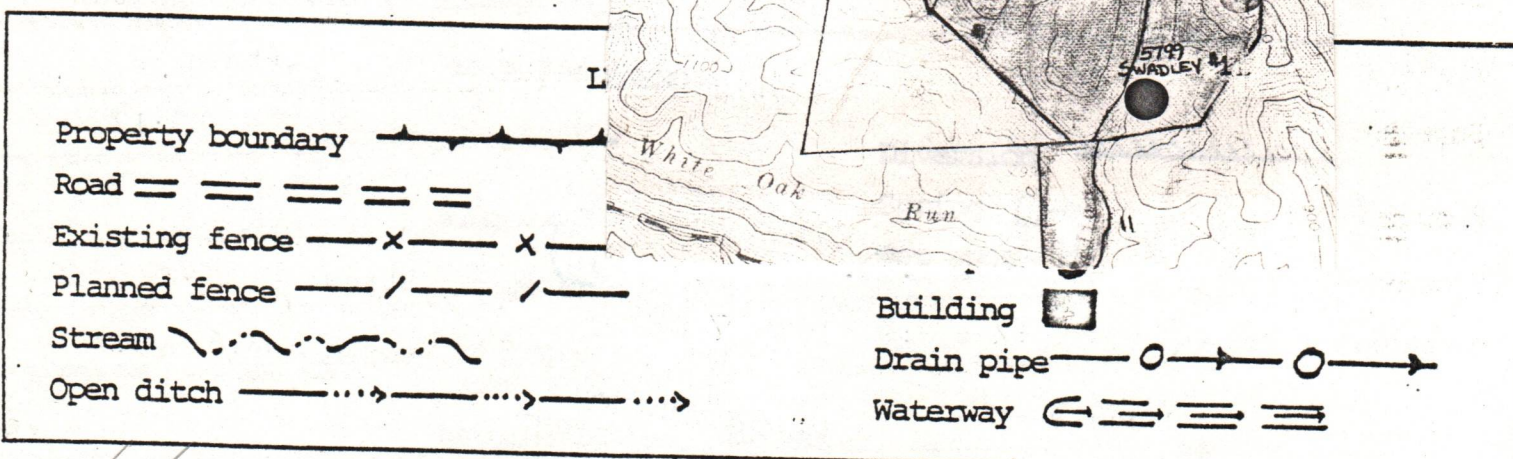 5799
SWADLEY #1
1100
White Oak Run
11
Property boundary
Road
Existing fence
Planned fence
Stream
Open ditch
Building
Drain pipe
Waterway